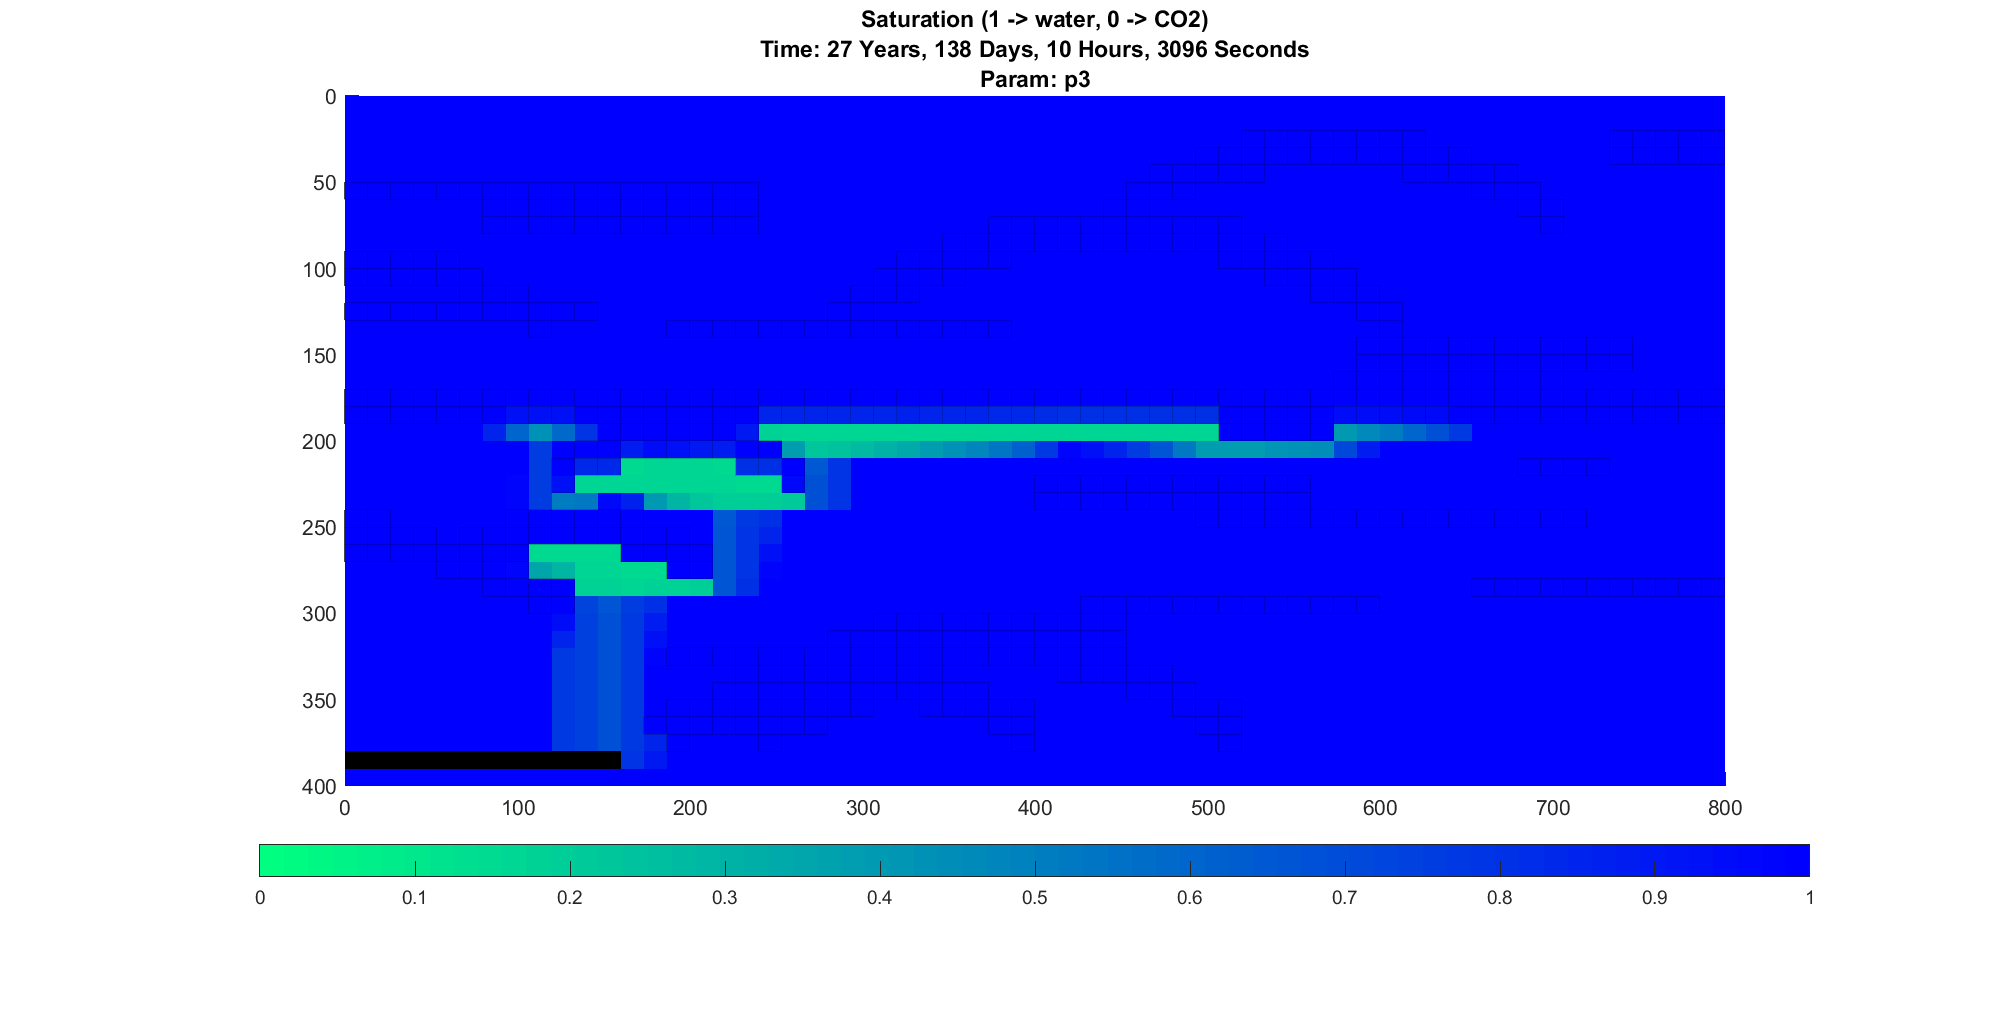 Saturation (1 -> water, 0 -> CO2)
Time: 27 Years, 138 Days, 10 Hours, 3096 Seconds
Param: p3
0
50
100
150
200
250
300
350
400
0 100 200 300 400 500 600 700 800
0 0.1 0.2 0.3 0.4 0.5 0.6 0.7 0.8 0.9 1